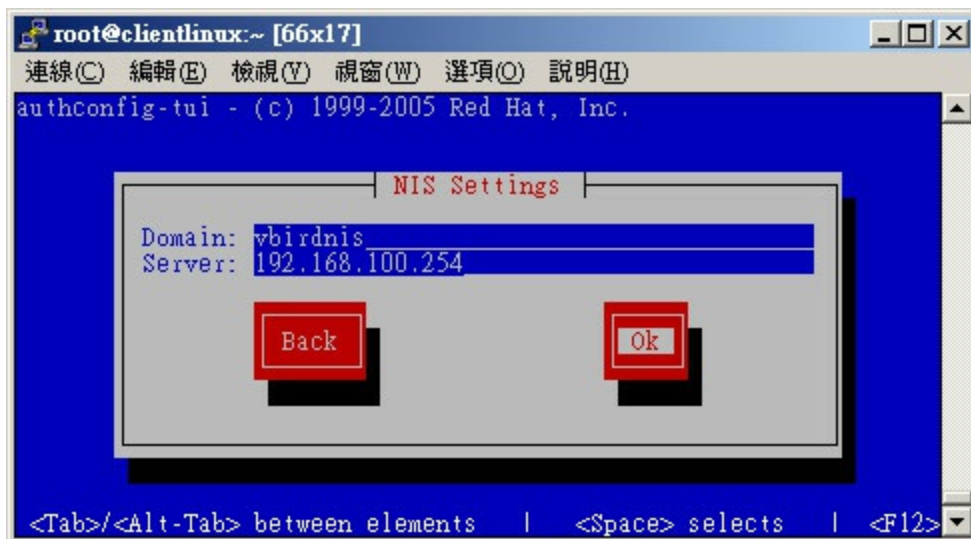 root@clientlinux:~ [66x17]
連線(C) 編輯(E) 檢視(V) 視窗(W) 選項(O) 説明(H)
authconfig-tui - (c) 1999-2005 Red Hat, Inc.
NIS Settings
Domain: vbirdnis
Server: 192.168.100.254
Back Ok
<Tab>/<Alt-Tab> between elements | <Space> selects | <F12>